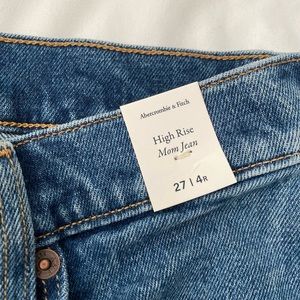 Abercrombie & Fitch
High Rise
Mom Jean
27 | 4R